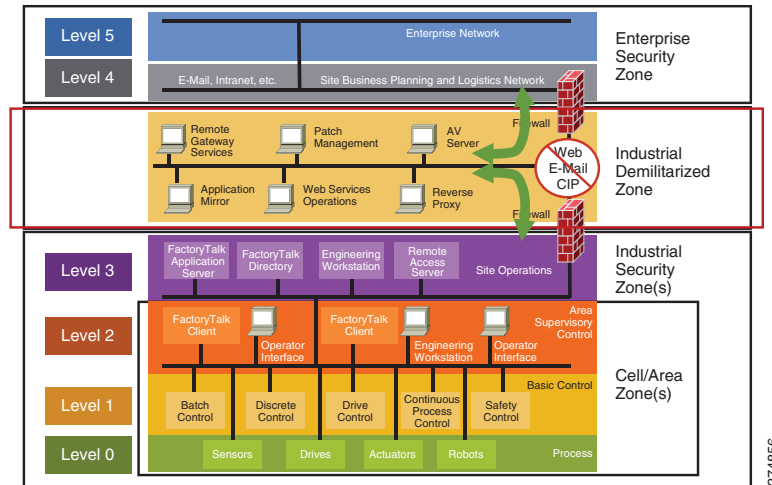 Level 5
Enterprise Network
Enterprise
Security
Zone
Level 4
E-Mail, Intranet, etc.
Site Business Planning and Logistics Network
Firewall
Remote
Gateway
Services
Patch
Management
AV
Server
Web
E-Mail
CIP
Industrial
Demilitarized
Zone
Application
Mirror
Web Services
Operations
Reverse
Proxy
Firewall
Level 3
FactoryTalk
Application
Server
FactoryTalk
Directory
Engineering
Workstation
Remote
Access
Server
Site Operations
Industrial
Security
Zone(s)
Level 2
FactoryTalk
Client
Operator
Interface
FactoryTalk
Client
Engineering
Workstation
Operator
Interface
Area
Supervisory
Control
Cell/Area
Zone(s)
Level 1
Basic Control
Batch
Control
Discrete
Control
Drive
Control
Continuous
Process
Control
Safety
Control
Level 0
Sensors
Drives
Actuators
Robots
Process